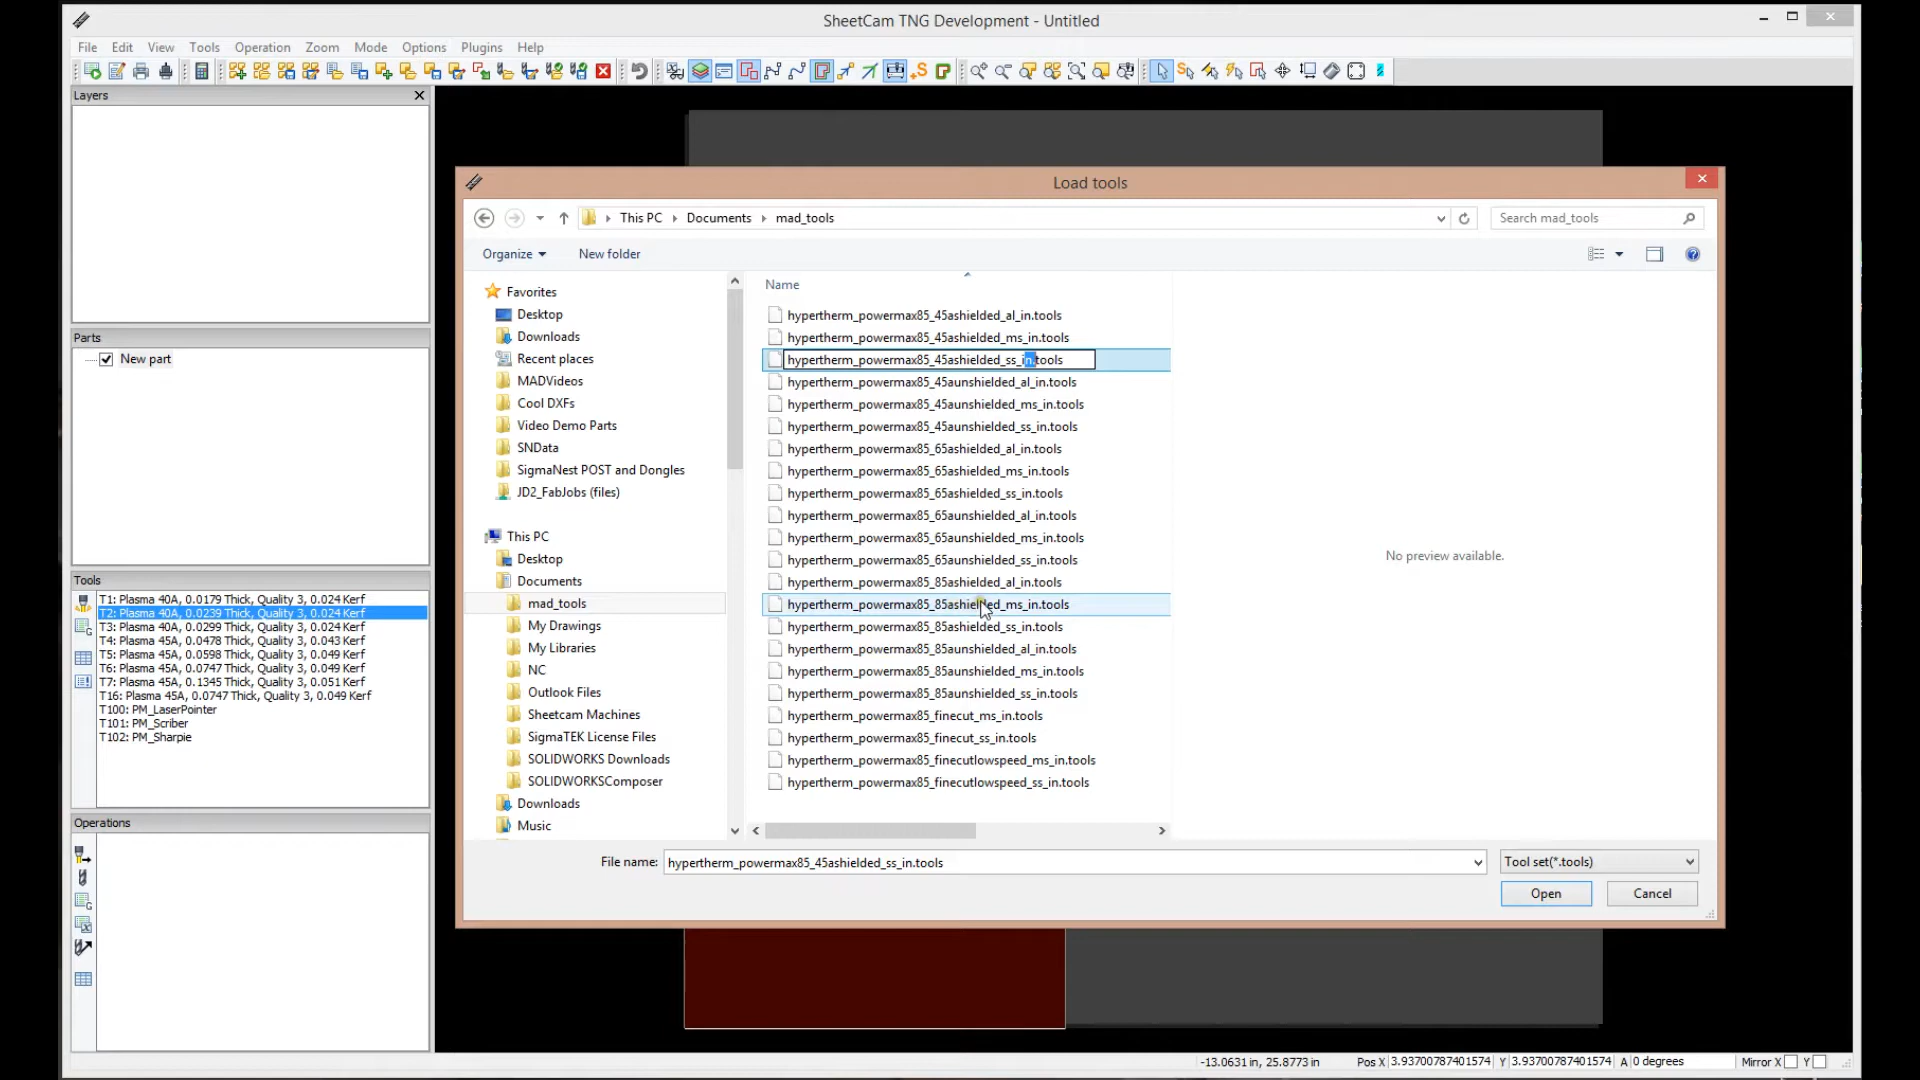 SheetCam TNG Development - Untitled
File Edit View Tools Operation Zoom Mode Options Plugins Help
Layers
Parts
New part
Tools
T1: Plasma 40A, 0.0179 Thick, Quality 3, 0.024 Kerf
T2: Plasma 40A, 0.0239 Thick, Quality 3, 0.024 Kerf
T3: Plasma 40A, 0.0299 Thick, Quality 3, 0.024 Kerf
T4: Plasma 45A, 0.0478 Thick, Quality 3, 0.043 Kerf
T5: Plasma 45A, 0.0598 Thick, Quality 3, 0.049 Kerf
T6: Plasma 45A, 0.0747 Thick, Quality 3, 0.049 Kerf
T7: Plasma 45A, 0.1345 Thick, Quality 3, 0.051 Kerf
T16: Plasma 45A, 0.0747 Thick, Quality 3, 0.049 Kerf
T100: PM_LaserPointer
T101: PM_Scriber
T102: PM_Sharpie
Operations
Load tools
This PC Documents mad_tools
Search mad_tools
Organize New folder
Favorites
Desktop
Downloads
Recent places
MADVideos
Cool DXFs
Video Demo Parts
SNData
SigmaNest POST and Dongles
JD2_FabJobs (files)
This PC
Desktop
Documents
mad_tools
My Drawings
My Libraries
NC
Outlook Files
Sheetcam Machines
SigmaTEK License Files
SOLIDWORKS Downloads
SOLIDWORKSComposer
Downloads
Music
Name
hypertherm_powermax85_45ashielded_al_in.tools
hypertherm_powermax85_45ashielded_ms_in.tools
hypertherm_powermax85_45ashielded_ss_in.tools
hypertherm_powermax85_45aunshielded_al_in.tools
hypertherm_powermax85_45aunshielded_ms_in.tools
hypertherm_powermax85_45aunshielded_ss_in.tools
hypertherm_powermax85_65ashielded_al_in.tools
hypertherm_powermax85_65ashielded_ms_in.tools
hypertherm_powermax85_65ashielded_ss_in.tools
hypertherm_powermax85_65aunshielded_al_in.tools
hypertherm_powermax85_65aunshielded_ms_in.tools
hypertherm_powermax85_65aunshielded_ss_in.tools
hypertherm_powermax85_85ashielded_al_in.tools
hypertherm_powermax85_85ashielded_ms_in.tools
hypertherm_powermax85_85ashielded_ss_in.tools
hypertherm_powermax85_85aunshielded_al_in.tools
hypertherm_powermax85_85aunshielded_ms_in.tools
hypertherm_powermax85_85aunshielded_ss_in.tools
hypertherm_powermax85_finecut_ms_in.tools
hypertherm_powermax85_finecut_ss_in.tools
hypertherm_powermax85_finecutlowspeed_ms_in.tools
hypertherm_powermax85_finecutlowspeed_ss_in.tools
No preview available.
File name: hypertherm_powermax85_45ashielded_ss_in.tools
Tool set(*.tools)
Open Cancel
-13.0631 in, 25.8773 in Pos X 3.93700787401574 Y 3.93700787401574 A 0 degrees Mirror X Y